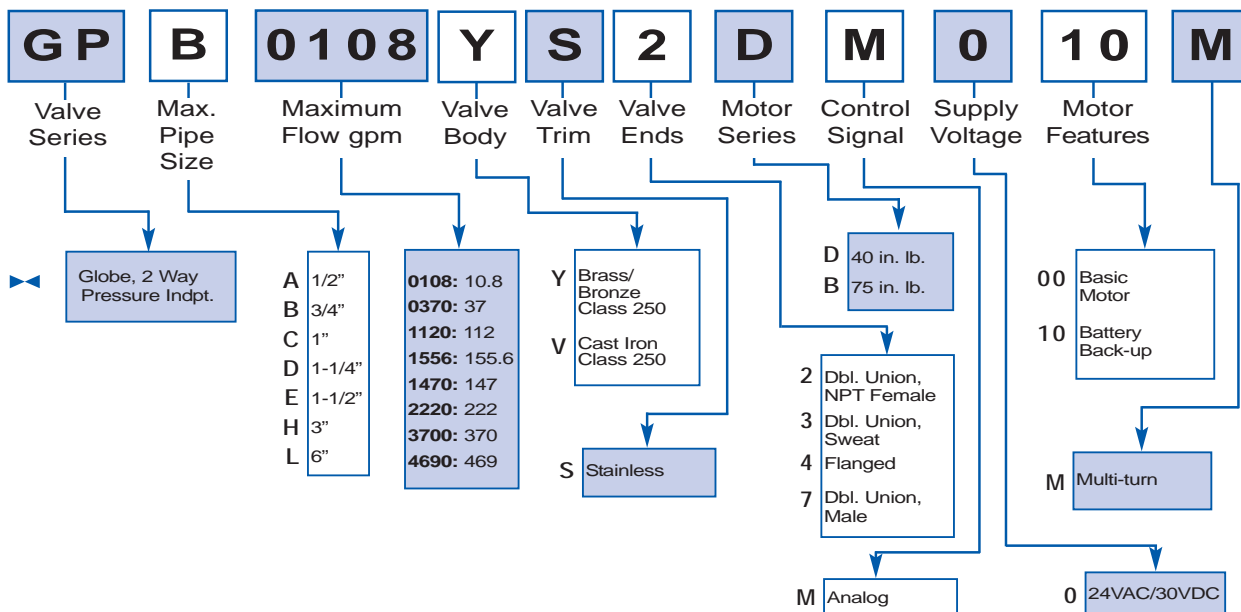 GP B 0108 Y S 2 D M 0 10 M
Valve Series
Max. Pipe Size
Maximum Flow gpm
Valve Body
Valve Trim
Valve Ends
Motor Series
Control Signal
Supply Voltage
Motor Features
Globe, 2 Way
Pressure Indpt.
A 1/2”
B 3/4”
C 1”
D 1-1/4”
E 1-1/2”
H 3”
L 6”
0108: 10.8
0370: 37
1120: 112
1556: 155.6
1470: 147
2220: 222
3700: 370
4690: 469
Y Brass/
Bronze
Class 250
V Cast Iron
Class 250
S Stainless
D 40 in. lb.
B 75 in. lb.
2 Dbl. Union,
NPT Female
3 Dbl. Union,
Sweat
4 Flanged
7 Dbl. Union,
Male
M Analog
00 Basic
Motor
10 Battery
Back-up
M Multi-turn
0 24VAC/30VDC